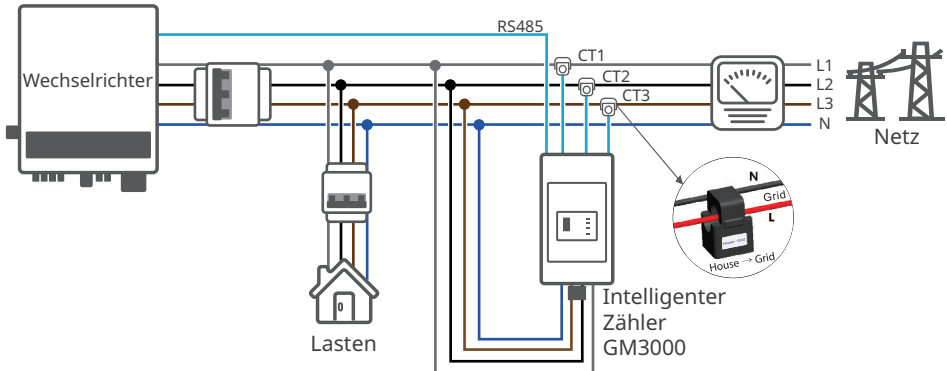 RS485
CT1
L1
Wechselrichter
CT2
L2
CT3
L3
N
Netz
N
Grid
L
House→Grid
House → Grid
Intelligenter
Zähler
GM3000
Lasten